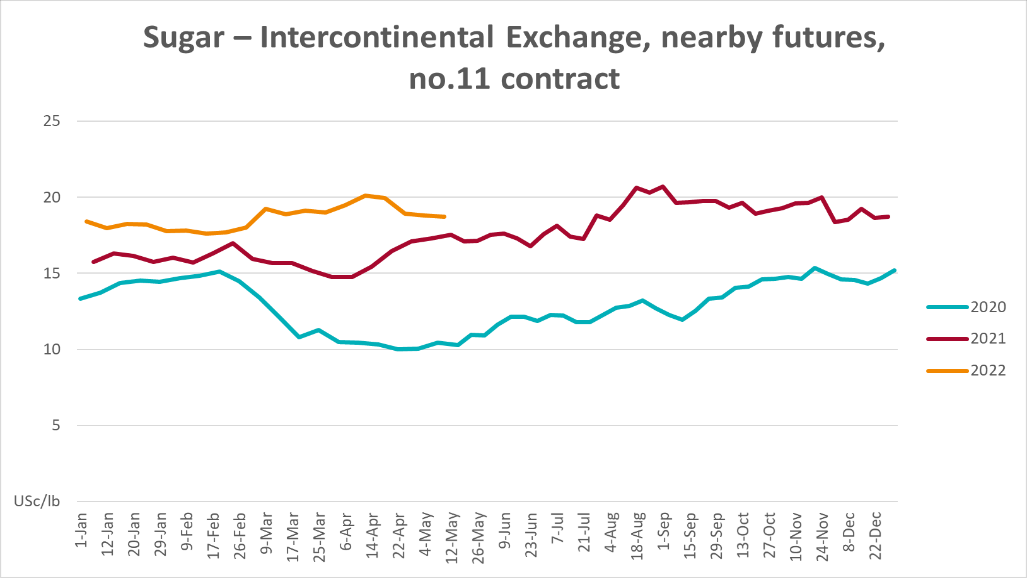 Sugar – Intercontinental Exchange, nearby futures,
no.11 contract
25
20
15
10
5
USc/lb
1-Jan
12-Jan
20-Jan
29-Jan
9-Feb
17-Feb
26-Feb
9-Mar
17-Mar
25-Mar
6-Apr
14-Apr
22-Apr
4-May
12-May
26-May
9-Jun
23-Jun
7-Jul
21-Jul
4-Aug
18-Aug
1-Sep
15-Sep
29-Sep
13-Oct
27-Oct
10-Nov
24-Nov
8-Dec
22-Dec
2020
2021
2022